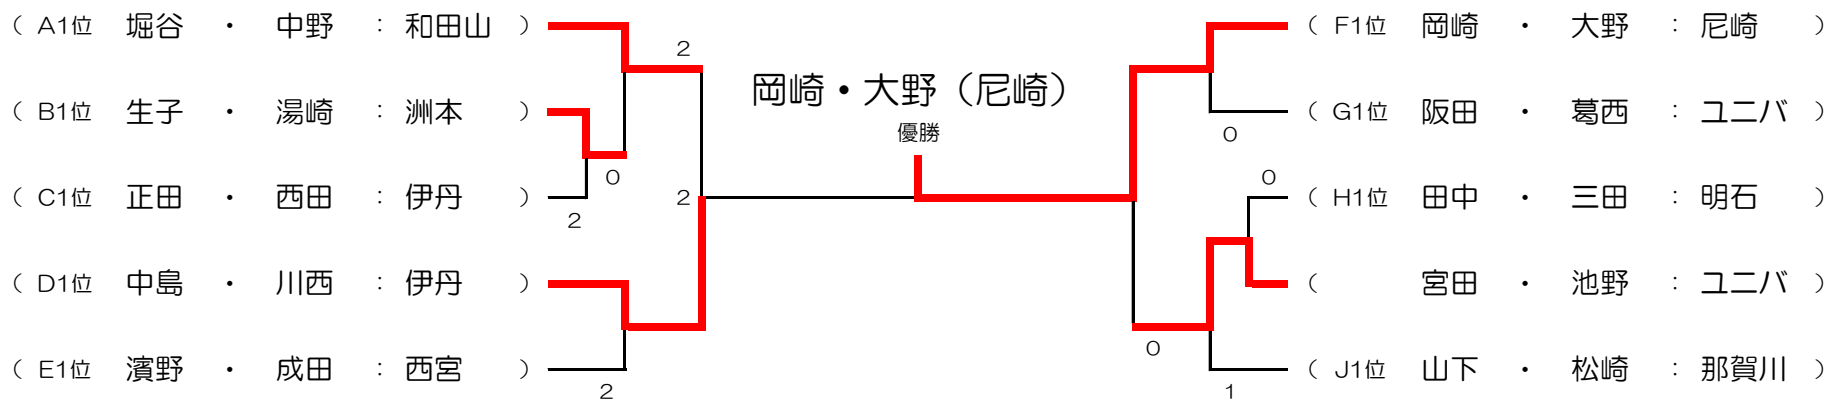 （ A1位 堀谷 ・ 中野 ： 和田山 ）
（ B1位 生子 ・ 湯崎 ： 洲本 ）
（ C1位 正田 ・ 西田 ： 伊丹 ）
（ D1位 中島 ・ 川西 ： 伊丹 ）
（ E1位 濱野 ・ 成田 ： 西宮 ）
2
0
2
2
2
岡崎・大野（尼崎）
優勝
0
0
0
1
（ F1位 岡崎 ・ 大野 ： 尼崎 ）
（ G1位 阪田 ・ 葛西 ： ユニバ ）
（ H1位 田中 ・ 三田 ： 明石 ）
（ 宮田 ・ 池野 ： ユニバ ）
（ J1位 山下 ・ 松崎 ： 那賀川 ）